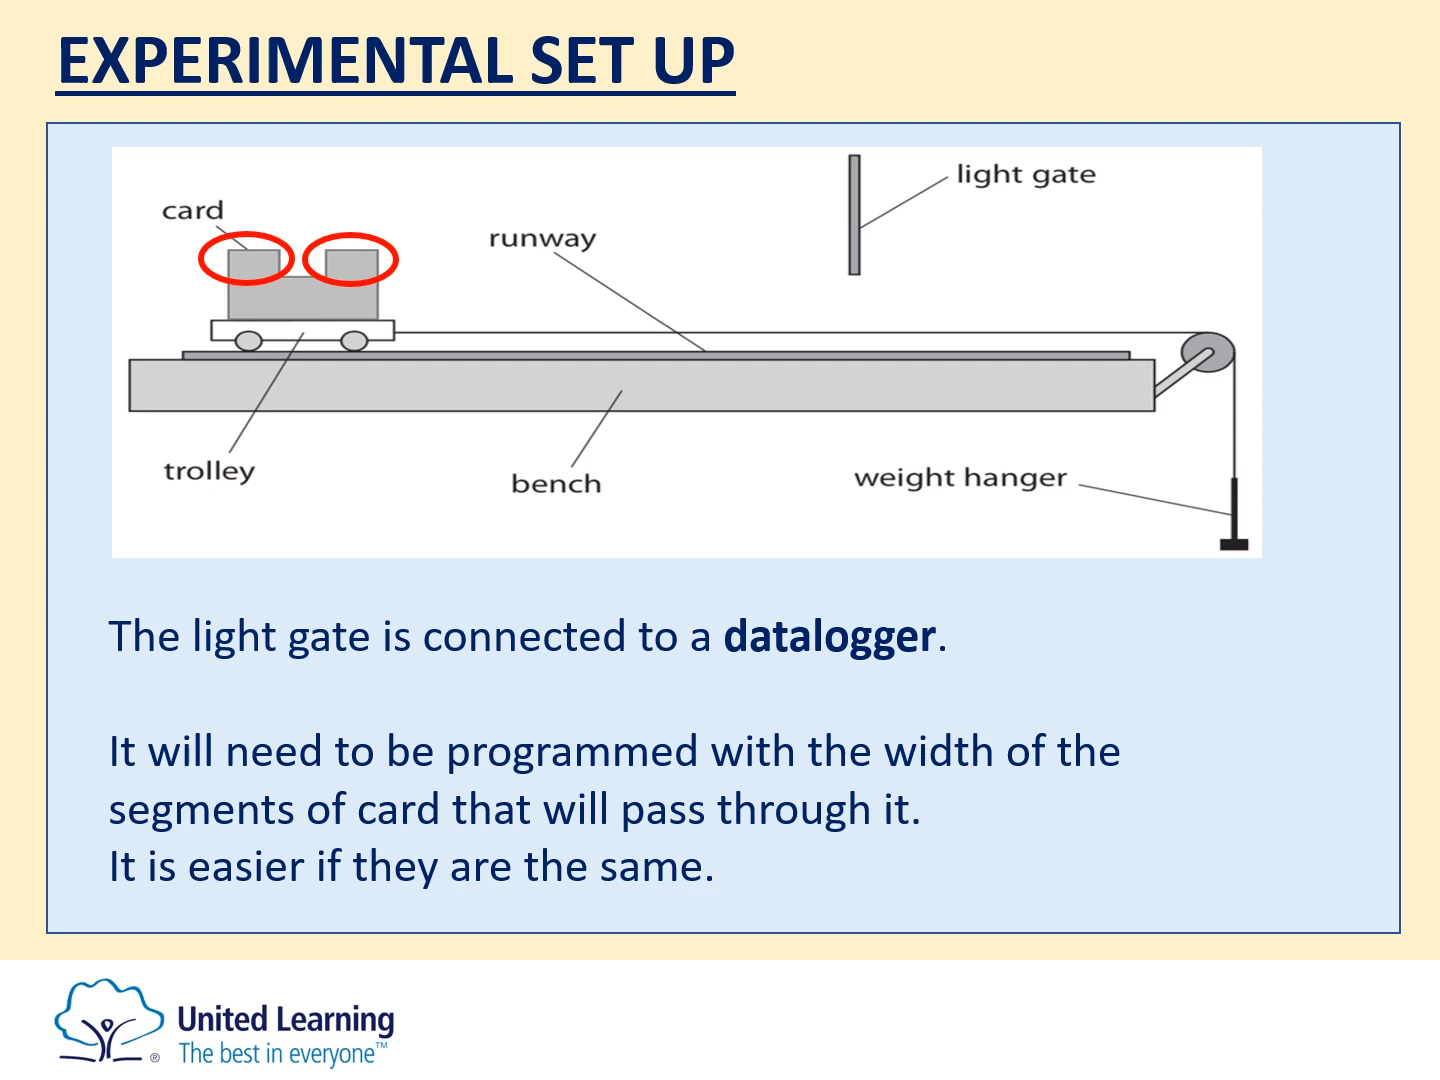 EXPERIMENTAL SET UP
light gate
card
runway
trolley
bench
weight hanger
The light gate is connected to a datalogger.
It will need to be programmed with the width of the
segments of card that will pass through it.
It is easier if they are the same.
United Learning
The best in everyone™
®